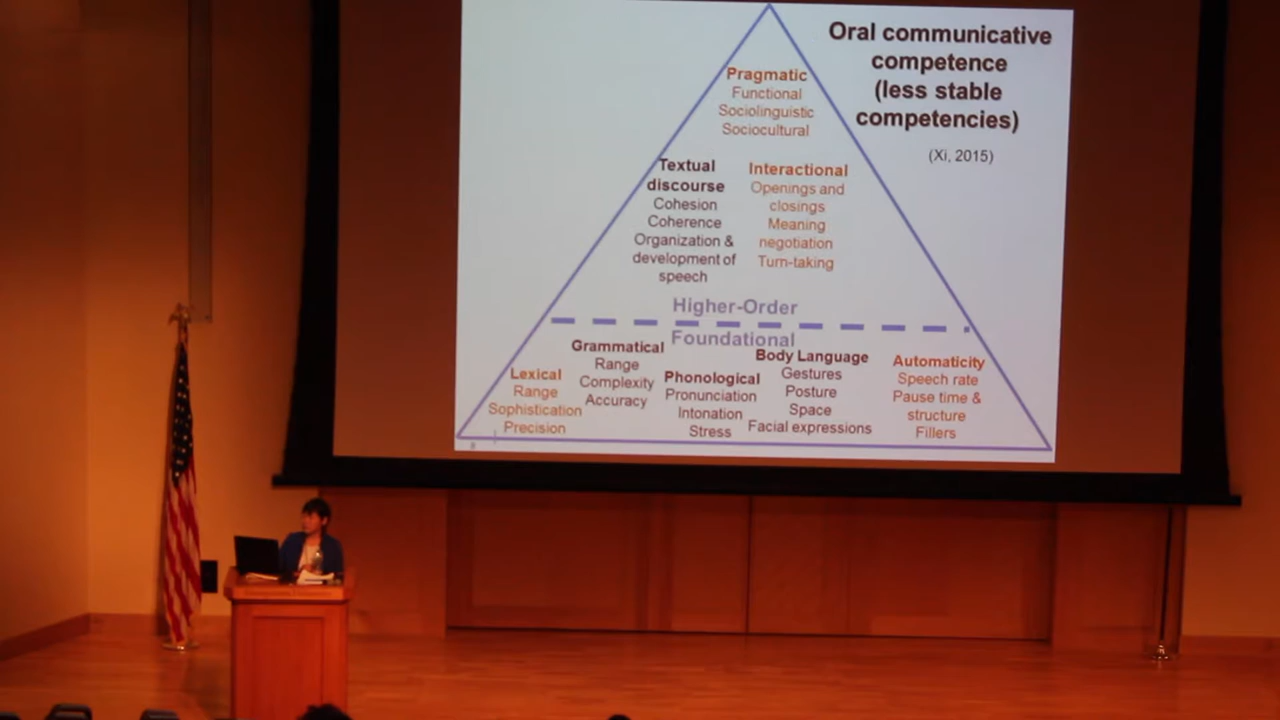 Oral communicative
competence
(less stable
competencies)
(Xi, 2015)
Pragmatic
Functional
Sociolinguistic
Sociocultural
Textual
discourse
Cohesion
Coherence
Organization &
development of
speech
Interactional
Openings and
closings
Meaning
negotiation
Turn-taking
Higher-Order
Foundational
Lexical
Range
Sophistication
Precision
Grammatical
Range
Complexity
Accuracy
Phonological
Pronunciation
Intonation
Stress
Body Language
Gestures
Posture
Space
Facial expressions
Automaticity
Speech rate
Pause time &
structure
Fillers